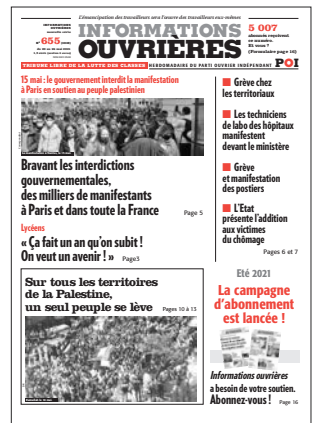 L'émancipation des travailleurs sera l'œuvre des travailleurs eux-mêmes
INFORMATIONS
OUVRIÈRES
N° 655
INFORMATIONS
OUVRIÈRES
5 007
abonnés reçoivent
ce numéro.
Et vous ?
(Formulaire page 16)
TRIBUNE LIBRE DE LA LUTTE DES CLASSES
HEBDOMADAIRE DU PARTI OUVRIER INDÉPENDANT
POI
15 mai : le gouvernement interdit la manifestation
à Paris en soutien au peuple palestinien
Bravant les interdictions
gouvernementales,
des milliers de manifestants
à Paris et dans toute la France
Page 5
Lycéens
« Ça fait un an qu'on subit !
On veut un avenir ! » Page3
Grève chez
les territoriaux
Les techniciens
de labo des hôpitaux
manifestent
devant le ministère
Grève
et manifestation
des postiers
L'Etat
présente l'addition
aux victimes
du chômage
Pages 6 et 7
Sur tous les territoires
de la Palestine,
un seul peuple se lève
Pages 10 à 13
Eté 2021
La campagne
d'abonnement
est lancée !
Informations ouvrières
a besoin de votre soutien.
Abonnez-vous ! Page 16